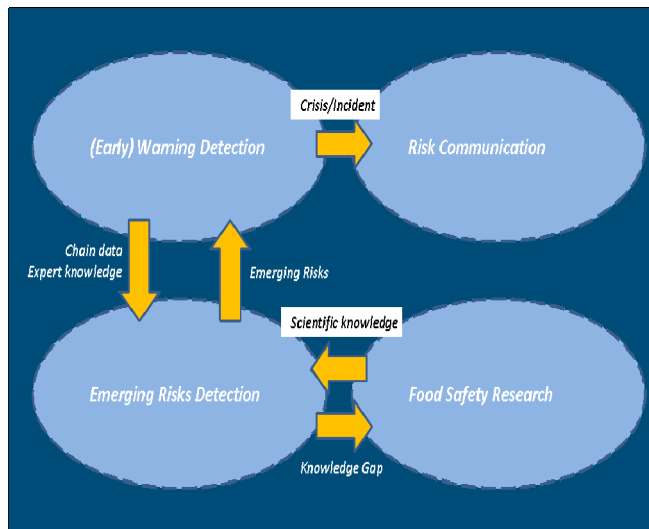 Crisis/Incident
(Early) Warning Detection
Risk Communication
Chain data
Expert knowledge
Emerging Risks
Scientific knowledge
Emerging Risks Detection
Food Safety Research
Knowledge Gap